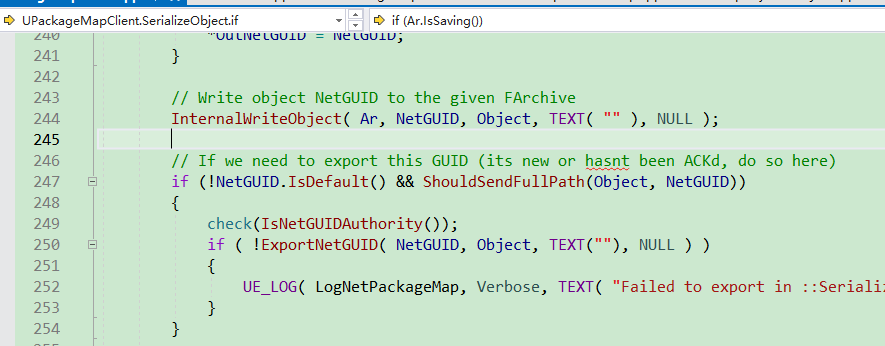 UPackageMapClient.SerializeObject.if
if (Ar.IsSaving())
240 *OutNetGUID = NetGUID;
241 }
242
243 // Write object NetGUID to the given FArchive
244 InternalWriteObject( Ar, NetGUID, Object, TEXT( "" ), NULL );
245
246 // If we need to export this GUID (its new or hasnt been ACKd, do so here)
247 if (!NetGUID.IsDefault() && ShouldSendFullPath(Object, NetGUID))
248 {
249 check(IsNetGUIDAuthority());
250 if ( !ExportNetGUID( NetGUID, Object, TEXT(""), NULL ) )
251 {
252 UE_LOG( LogNetPackageMap, Verbose, TEXT( "Failed to export in ::Seriali
253 }
254 }